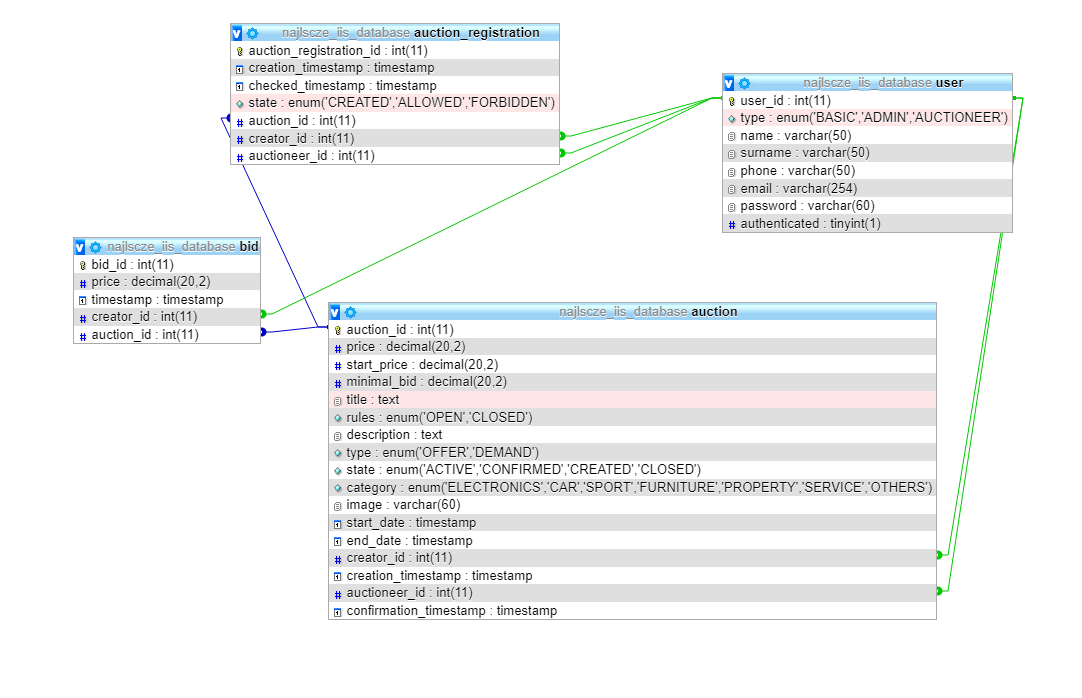 najlscze_iis_database auction_registration
auction_registration_id : int(11)
creation_timestamp : timestamp
checked_timestamp : timestamp
state : enum('CREATED','ALLOWED','FORBIDDEN')
auction_id : int(11)
creator_id : int(11)
auctioneer_id : int(11)
najlscze_iis_database user
user_id : int(11)
type : enum('BASIC','ADMIN','AUCTIONEER')
name : varchar(50)
surname : varchar(50)
phone : varchar(50)
email : varchar(254)
password : varchar(60)
authenticated : tinyint(1)
najlscze_iis_database bid
bid_id : int(11)
price : decimal(20,2)
timestamp : timestamp
creator_id : int(11)
auction_id : int(11)
najlscze_iis_database auction
auction_id : int(11)
price : decimal(20,2)
start_price : decimal(20,2)
minimal_bid : decimal(20,2)
title : text
rules : enum('OPEN','CLOSED')
description : text
type : enum('OFFER','DEMAND')
state : enum('ACTIVE','CONFIRMED','CREATED','CLOSED')
category : enum('ELECTRONICS','CAR','SPORT','FURNITURE','PROPERTY','SERVICE','OTHERS')
image : varchar(60)
start_date : timestamp
end_date : timestamp
creator_id : int(11)
creation_timestamp : timestamp
auctioneer_id : int(11)
confirmation_timestamp : timestamp